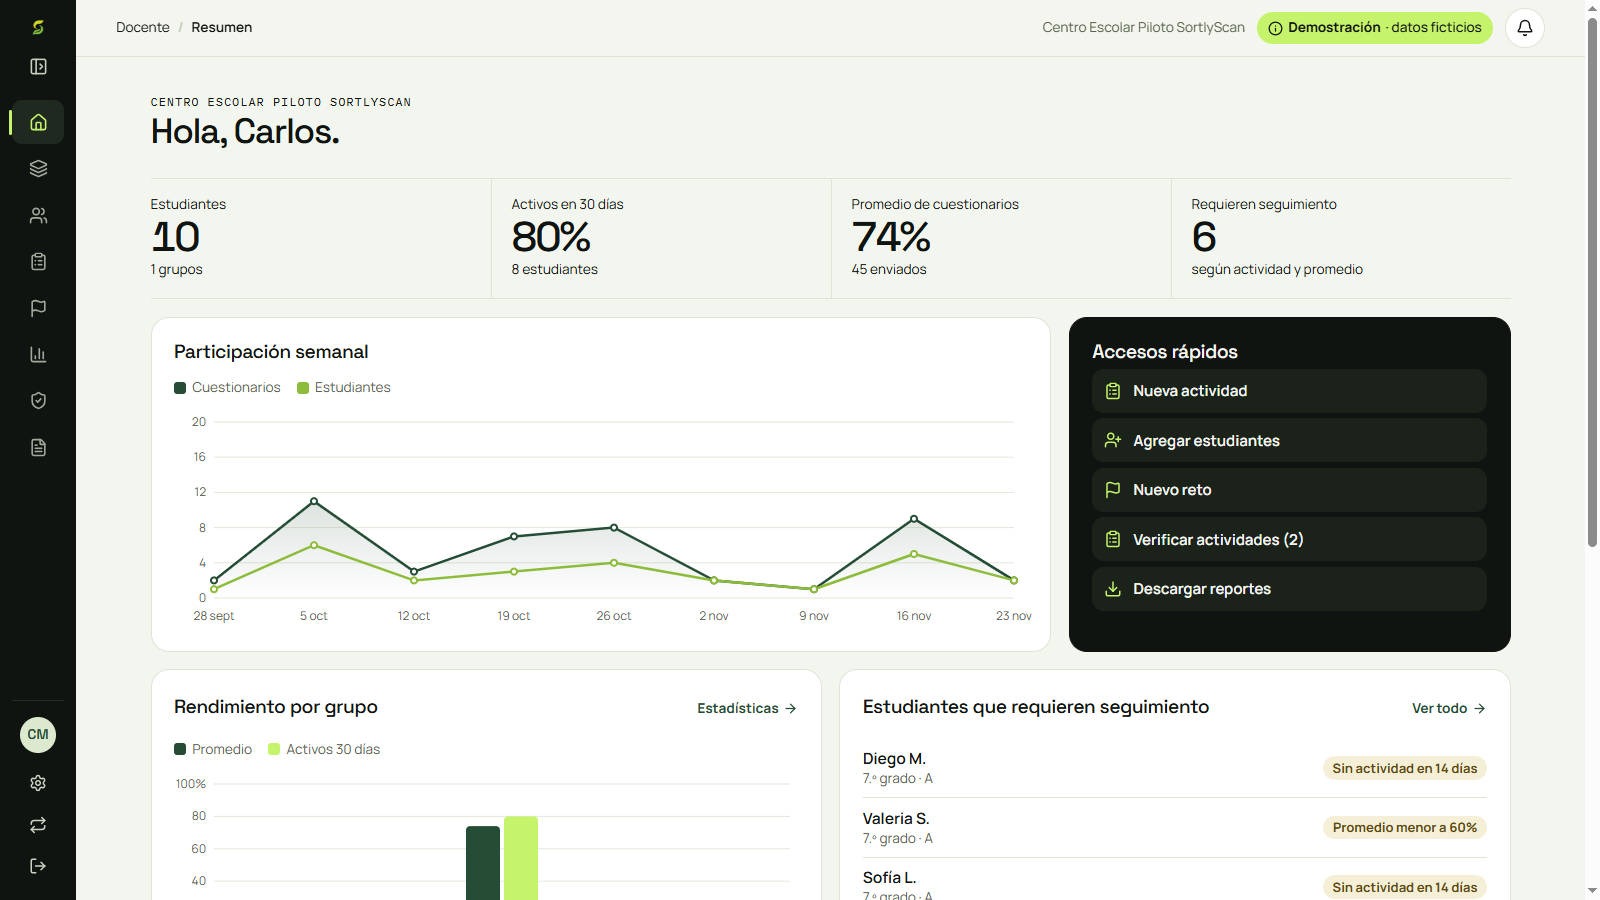 Docente / Resumen
Centro Escolar Piloto SortlyScan
Demostración · datos ficticios
CENTRO ESCOLAR PILOTO SORTLYSCAN
Hola, Carlos.
Estudiantes
10
1 grupos
Activos en 30 días
80%
8 estudiantes
Promedio de cuestionarios
74%
45 enviados
Requieren seguimiento
6
según actividad y promedio
Participación semanal
Cuestionarios Estudiantes
20
16
12
8
4
0
28 sept 5 oct 12 oct 19 oct 26 oct 2 nov 9 nov 16 nov 23 nov
Accesos rápidos
Nueva actividad
Agregar estudiantes
Nuevo reto
Verificar actividades (2)
Descargar reportes
Rendimiento por grupo
Estadísticas →
Promedio Activos 30 días
100%
80
60
40
Estudiantes que requieren seguimiento
Ver todo →
Diego M.
7.º grado · A
Sin actividad en 14 días
Valeria S.
7.º grado · A
Promedio menor a 60%
Sofía L.
7.º grado · A
Sin actividad en 14 días
CM